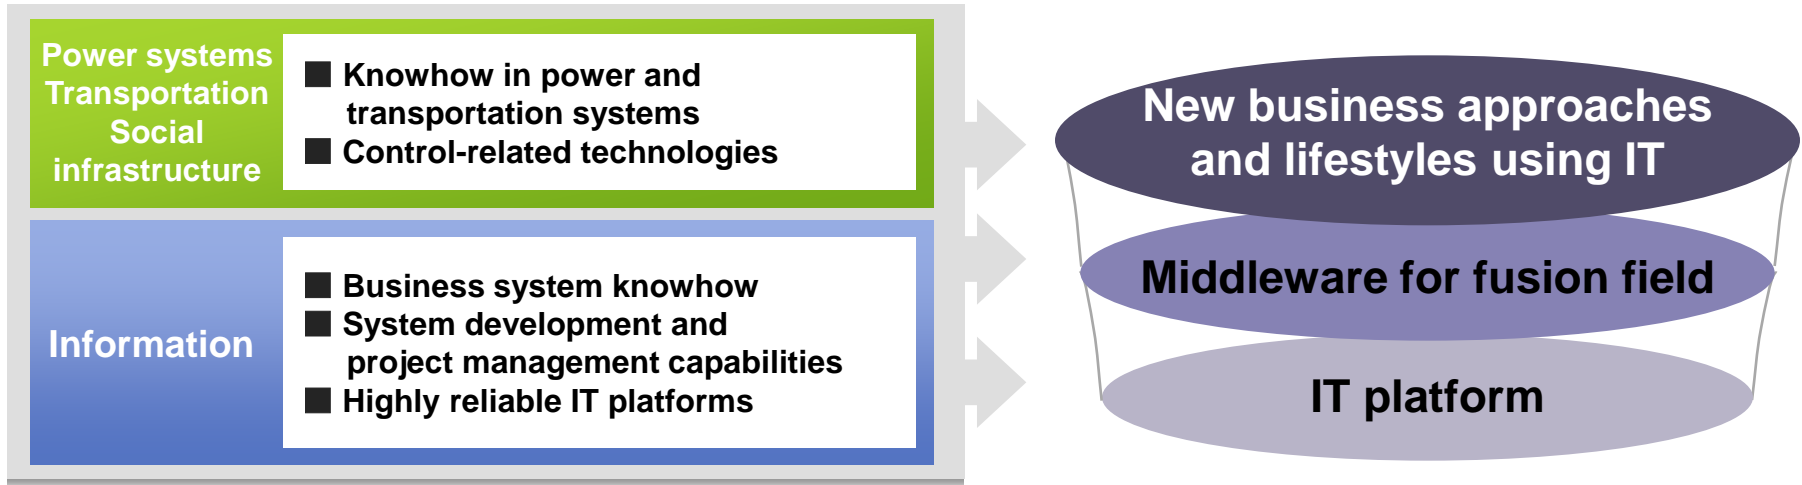 Power systems
Transportation
Social
infrastructure
■ Knowhow in power and
transportation systems
■ Control-related technologies
Information
■ Business system knowhow
■ System development and
project management capabilities
■ Highly reliable IT platforms
New business approaches
and lifestyles using IT
Middleware for fusion field
IT platform